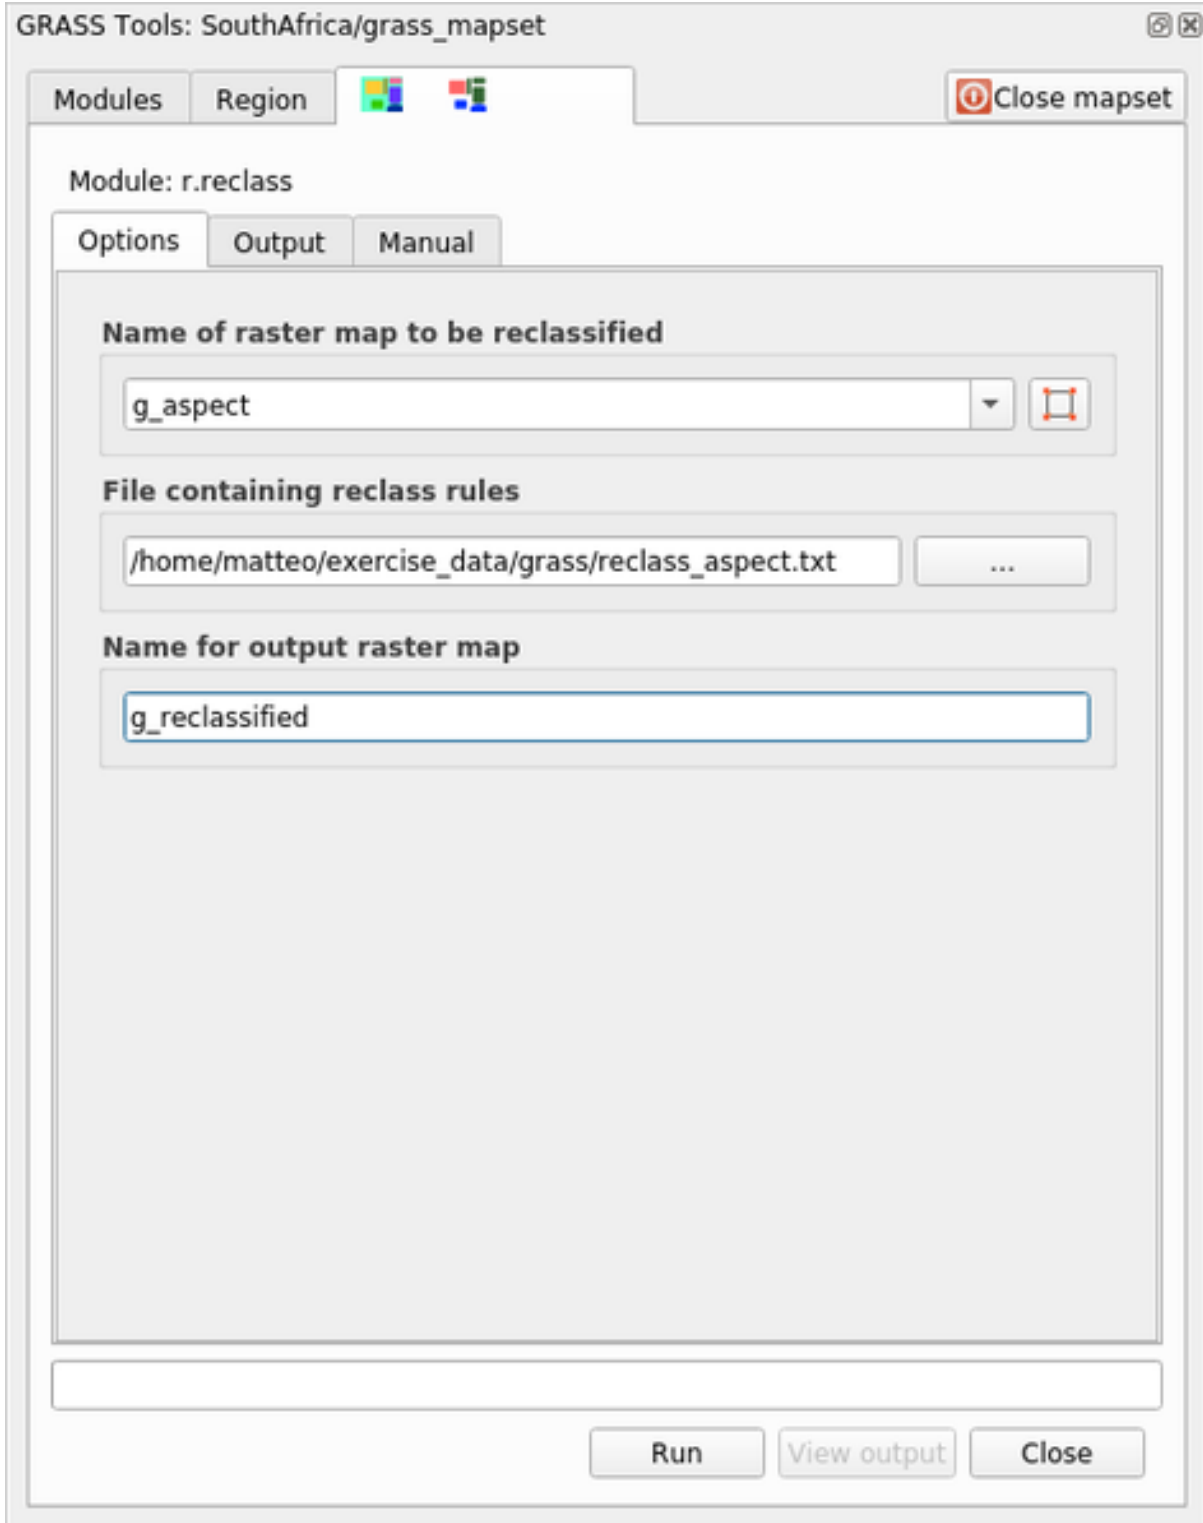 GRASS Tools: SouthAfrica/grass_mapset
Modules Region Close mapset
Module: r.reclass
Options Output Manual
Name of raster map to be reclassified
g_aspect
File containing reclass rules
/home/matteo/exercise_data/grass/reclass_aspect.txt ...
Name for output raster map
g_reclassified
Run View output Close